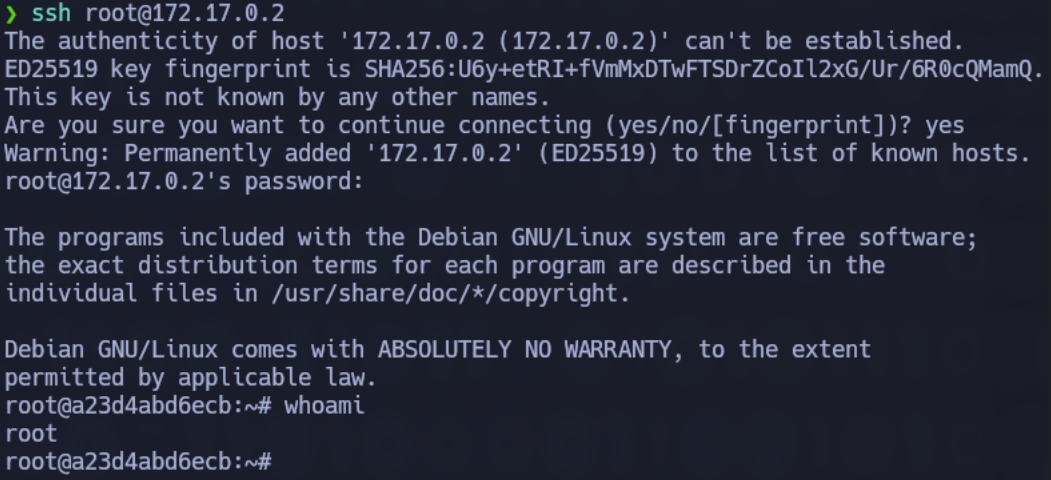 ❯ ssh root@172.17.0.2
The authenticity of host '172.17.0.2 (172.17.0.2)' can't be established.
ED25519 key fingerprint is SHA256:U6y+etRI+fVmMxDTwFTSDrZCoIl2xG/Ur/6R0cQMamQ.
This key is not known by any other names.
Are you sure you want to continue connecting (yes/no/[fingerprint])? yes
Warning: Permanently added '172.17.0.2' (ED25519) to the list of known hosts.
root@172.17.0.2's password:
The programs included with the Debian GNU/Linux system are free software;
the exact distribution terms for each program are described in the
individual files in /usr/share/doc/*/copyright.
Debian GNU/Linux comes with ABSOLUTELY NO WARRANTY, to the extent
permitted by applicable law.
root@a23d4abd6ecb:~# whoami
root
root@a23d4abd6ecb:~#